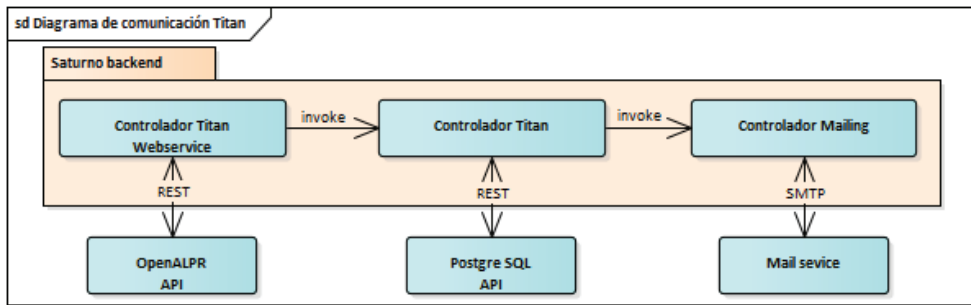 sd Diagrama de comunicación Titan
Saturno backend
Controlador Titan
Webservice
invoke
Controlador Titan
invoke
Controlador Mailing
REST
REST
SMTP
OpenALPR
API
Postgre SQL
API
Mail sevice